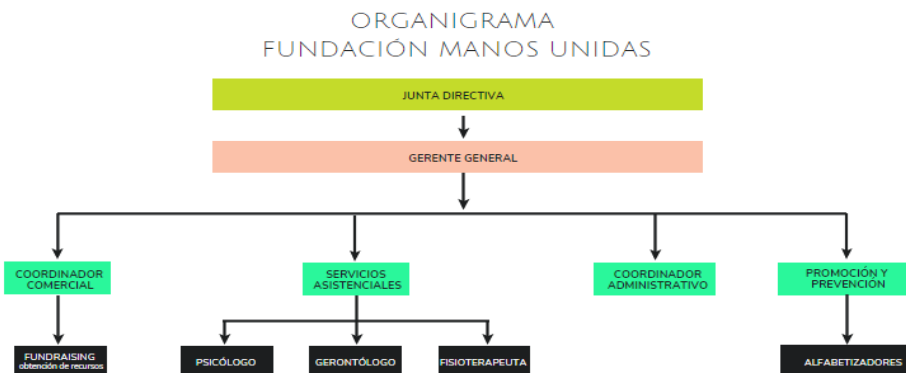 ORGANIGRAMA
FUNDACIÓN MANOS UNIDAS
JUNTA DIRECTIVA
GERENTE GENERAL
COORDINADOR
COMERCIAL
SERVICIOS
ASISTENCIALES
COORDINADOR
ADMINISTRATIVO
PROMOCIÓN Y
PREVENCIÓN
FUNDRAISING
obtención de recursos
PSICÓLOGO
GERONTÓLOGO
FISIOTERAPEUTA
ALFABETIZADORES